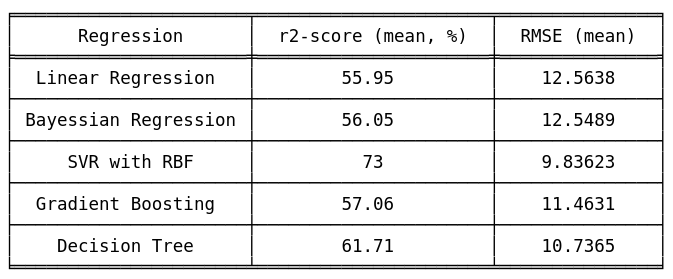 Regression r2-score (mean, %) RMSE (mean)
Linear Regression 55.95 12.5638
Bayessian Regression 56.05 12.5489
SVR with RBF 73 9.83623
Gradient Boosting 57.06 11.4631
Decision Tree 61.71 10.7365